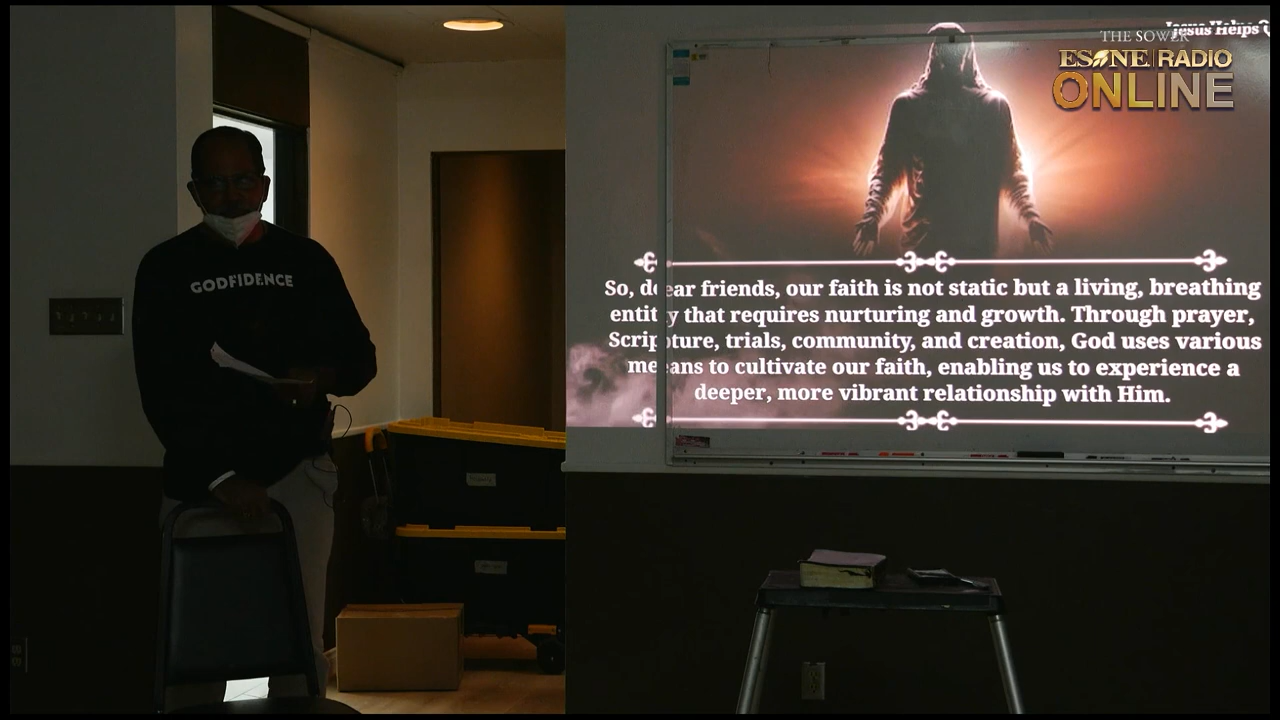 GODFIDENCE
Jesus Helps
THE SOWER
ESNE RADIO
ONLINE
So, dear friends, our faith is not static but a living, breathing
entity that requires nurturing and growth. Through prayer,
Scripture, trials, community, and creation, God uses various
means to cultivate our faith, enabling us to experience a
deeper, more vibrant relationship with Him.